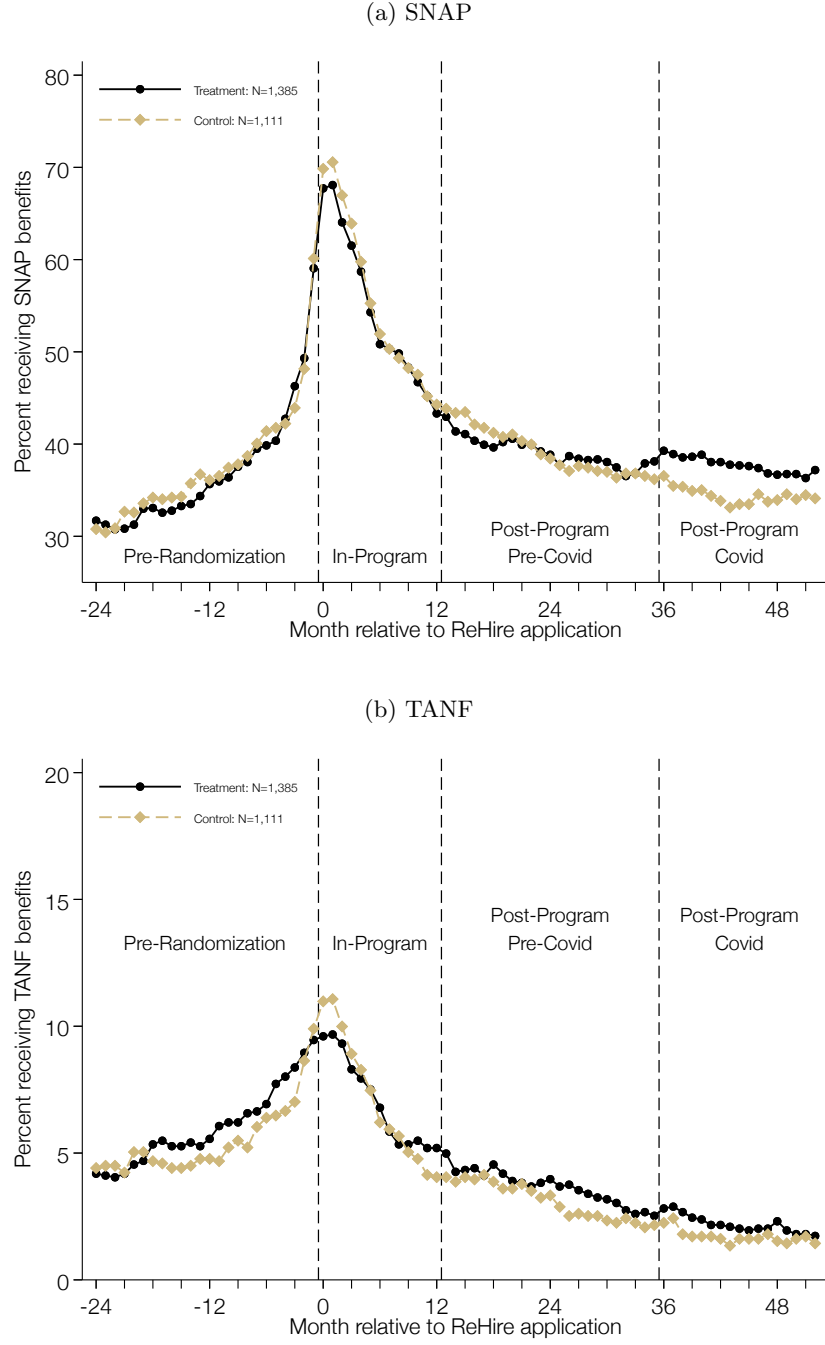 (a) SNAP
80
70
60
50
40
30
Percent receiving SNAP benefits
Treatment: N=1,385
Control: N=1,111
Pre-Randomization
In-Program
Post-Program
Pre-Covid
Post-Program
Covid
-24
-12
0
12
24
36
48
Month relative to ReHire application
(b) TANF
20
15
10
5
0
Percent receiving TANF benefits
Treatment: N=1,385
Control: N=1,111
Pre-Randomization
In-Program
Post-Program
Pre-Covid
Post-Program
Covid
-24
-12
0
12
24
36
48
Month relative to ReHire application